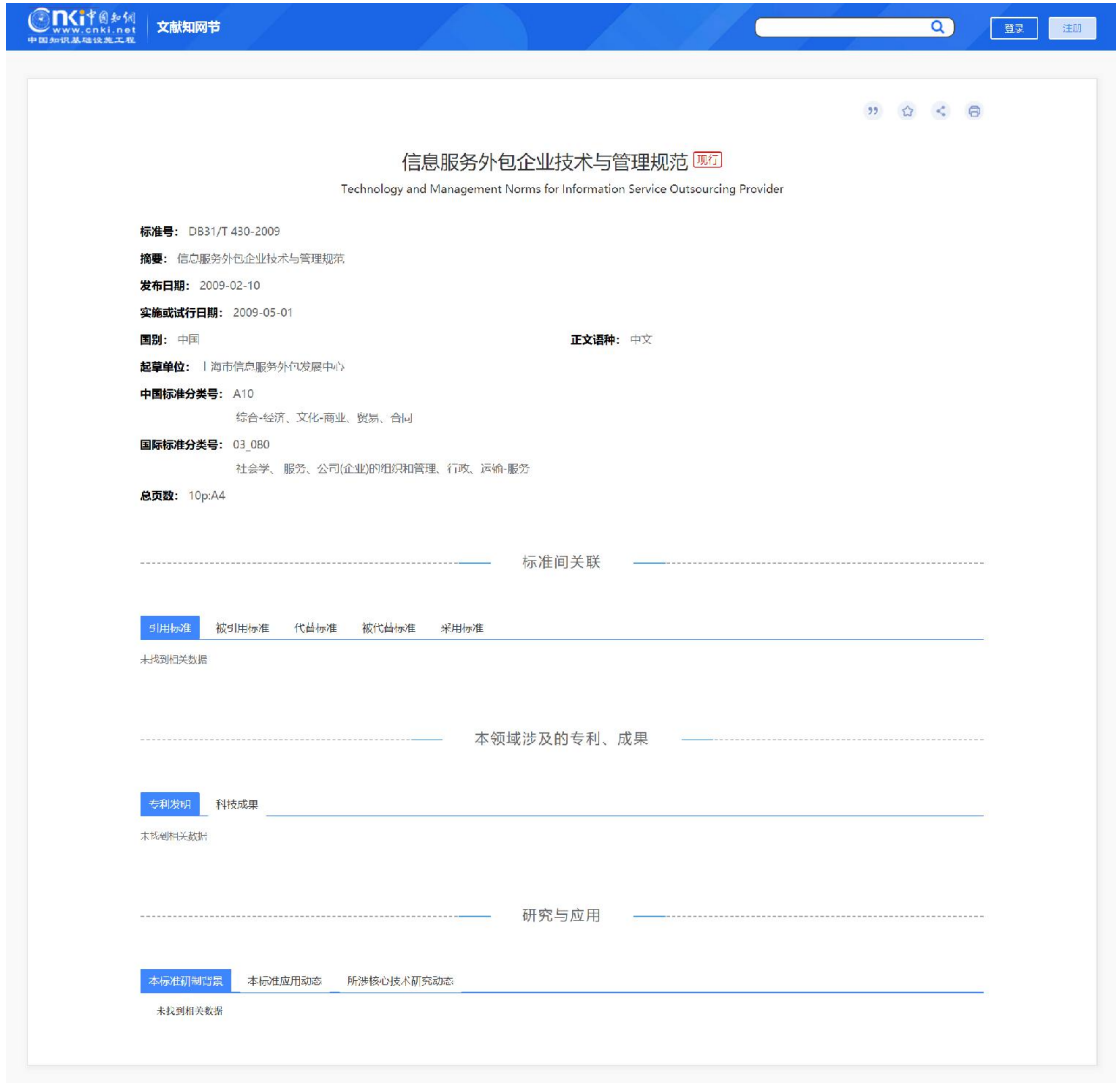 cnki中国知网
www.cnki.net
中国知识基础设施工程
文献知网节
登录
注册
信息服务外包企业技术与管理规范 现行
Technology and Management Norms for Information Service Outsourcing Provider
标准号： DB31/T 430-2009
摘要： 信息服务外包企业技术与管理规范
发布日期： 2009-02-10
实施或试行日期： 2009-05-01
国别： 中国 正文语种： 中文
起草单位： 上海市信息服务外包发展中心
中国标准分类号： A10
综合-经济、文化-商业、贸易、合同
国际标准分类号： 03_080
社会学、 服务、公司(企业)的组织和管理、行政、运输-服务
总页数： 10p:A4
标准间关联
引用标准 被引用标准 代替标准 被代替标准 采用标准
未找到相关数据
本领域涉及的专利、成果
专利发明 科技成果
未找到相关数据
研究与应用
本标准研制背景 本标准应用动态 所涉核心技术研究动态
未找到相关数据